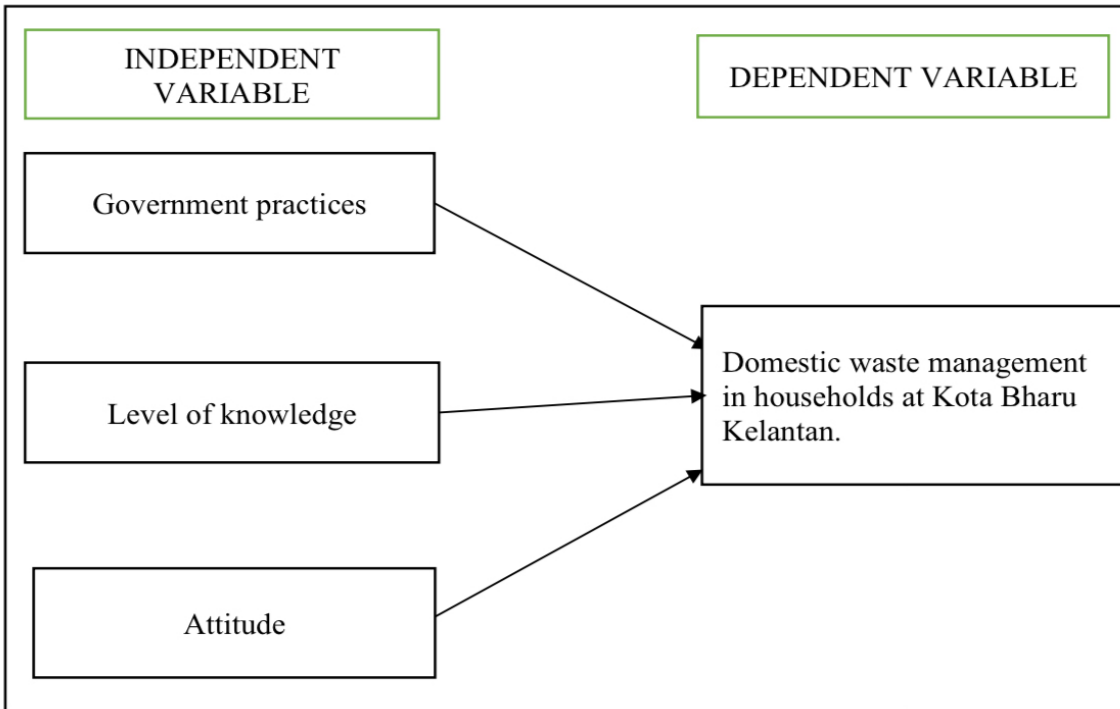 INDEPENDENT
VARIABLE
DEPENDENT VARIABLE
Government practices
Level of knowledge
Attitude
Domestic waste management
in households at Kota Bharu
Kelantan.